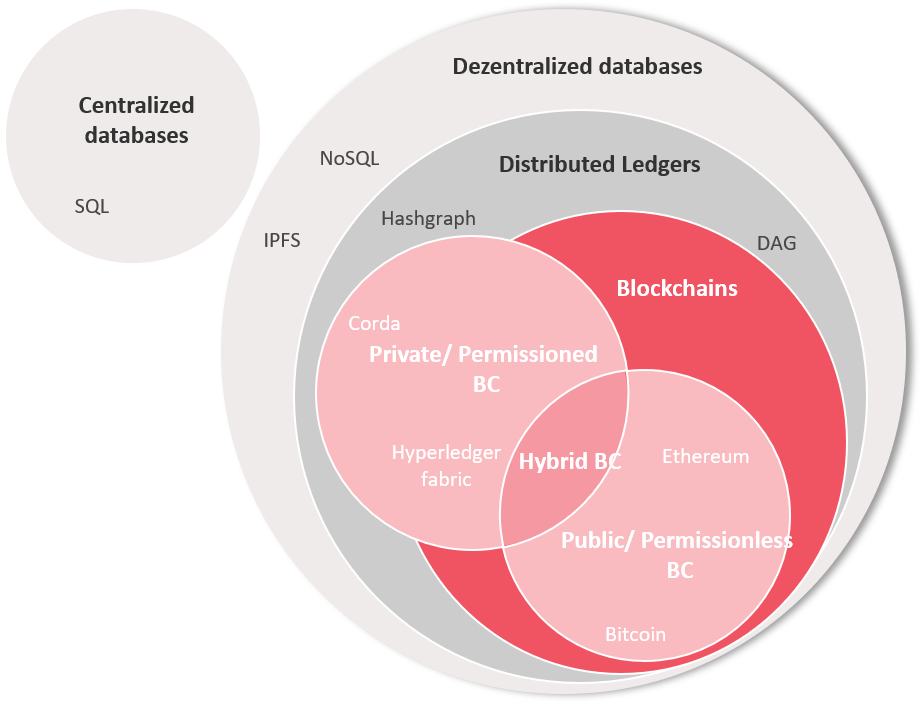 Dezentralized databases
Centralized
databases
NoSQL
Distributed Ledgers
SQL
Hashgraph
IPFS
DAG
Blockchains
Corda
Private/ Permissioned
BC
Hyperledger
fabric
Hybrid BC
Ethereum
Public/ Permissionless
BC
Bitcoin